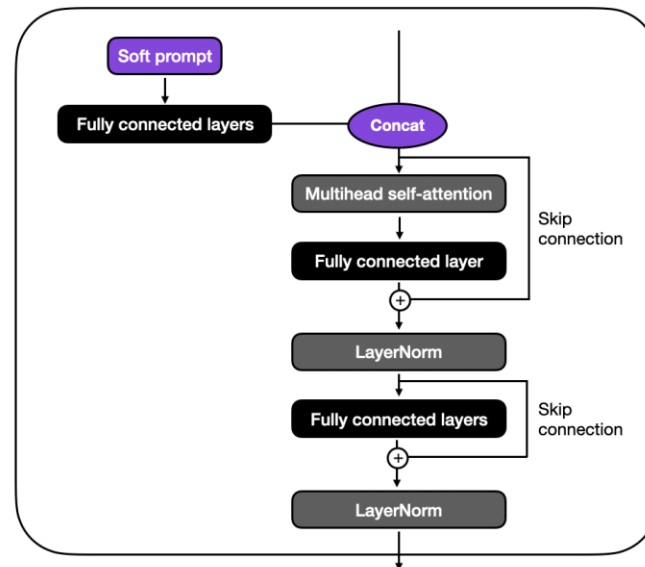 Soft prompt
Fully connected layers
Concat
Multihead self-attention
Skip
connection
Fully connected layer
+
LayerNorm
Fully connected layers
Skip
connection
+
LayerNorm